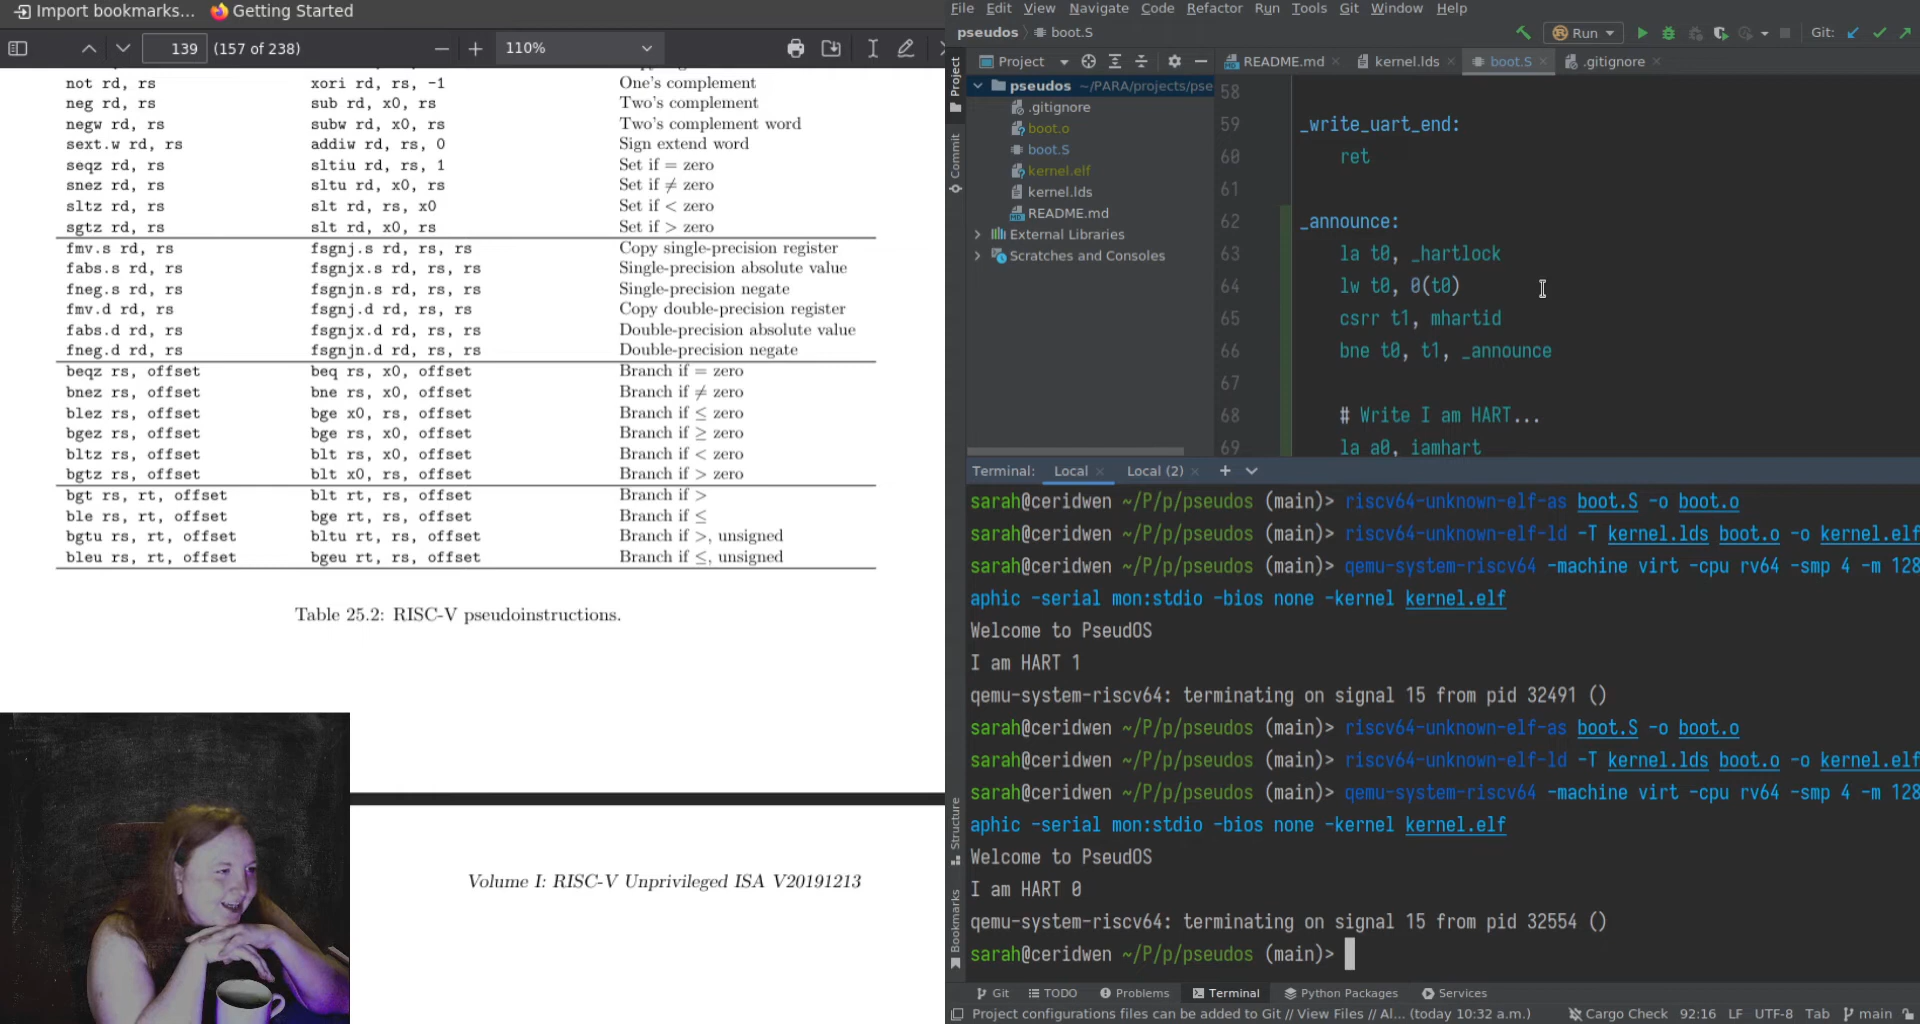 Import bookmarks...
Getting Started
139
(157 of 238)
110%
not rd, rs xori rd, rs, -1 One's complement
neg rd, rs sub rd, x0, rs Two's complement
negw rd, rs subw rd, x0, rs Two's complement word
sext.w rd, rs addiw rd, rs, 0 Sign extend word
seqz rd, rs sltiu rd, rs, 1 Set if = zero
snez rd, rs sltu rd, x0, rs Set if ≠ zero
sltz rd, rs slt rd, rs, x0 Set if < zero
sgtz rd, rs slt rd, x0, rs Set if > zero
fmv.s rd, rs fsgnj.s rd, rs, rs Copy single-precision register
fabs.s rd, rs fsgnjx.s rd, rs, rs Single-precision absolute value
fneg.s rd, rs fsgnjn.s rd, rs, rs Single-precision negate
fmv.d rd, rs fsgnj.d rd, rs, rs Copy double-precision register
fabs.d rd, rs fsgnjx.d rd, rs, rs Double-precision absolute value
fneg.d rd, rs fsgnjn.d rd, rs, rs Double-precision negate
beqz rs, offset beq rs, x0, offset Branch if = zero
bnez rs, offset bne rs, x0, offset Branch if ≠ zero
blez rs, offset bge x0, rs, offset Branch if ≤ zero
bgez rs, offset bge rs, x0, offset Branch if ≥ zero
bltz rs, offset blt rs, x0, offset Branch if < zero
bgtz rs, offset blt x0, rs, offset Branch if > zero
bgt rs, rt, offset blt rt, rs, offset Branch if >
ble rs, rt, offset bge rt, rs, offset Branch if ≤
bgtu rs, rt, offset bltu rt, rs, offset Branch if >, unsigned
bleu rs, rt, offset bgeu rt, rs, offset Branch if ≤, unsigned
Table 25.2: RISC-V pseudoinstructions.
Volume I: RISC-V Unprivileged ISA V20191213
File Edit View Navigate Code Refactor Run Tools Git Window Help
pseudos boot.S
Run
Git:
Project
README.md kernel.lds boot.S .gitignore
Project
Commit
Structure
Bookmarks
pseudos ~/PARA/projects/pse
.gitignore
boot.o
boot.S
kernel.elf
kernel.lds
README.md
External Libraries
Scratches and Consoles
58
59 _write_uart_end:
60 ret
61
62 _announce:
63 la t0, _hartlock
64 lw t0, 0(t0)
65 csrr t1, mhartid
66 bne t0, t1, _announce
67
68 # Write I am HART...
69 la a0, iamhart
Terminal: Local Local (2)
sarah@ceridwen ~/P/p/pseudos (main)> riscv64-unknown-elf-as boot.S -o boot.o
sarah@ceridwen ~/P/p/pseudos (main)> riscv64-unknown-elf-ld -T kernel.lds boot.o -o kernel.elf
sarah@ceridwen ~/P/p/pseudos (main)> qemu-system-riscv64 -machine virt -cpu rv64 -smp 4 -m 128
aphic -serial mon:stdio -bios none -kernel kernel.elf
Welcome to PseudOS
I am HART 1
qemu-system-riscv64: terminating on signal 15 from pid 32491 ()
sarah@ceridwen ~/P/p/pseudos (main)> riscv64-unknown-elf-as boot.S -o boot.o
sarah@ceridwen ~/P/p/pseudos (main)> riscv64-unknown-elf-ld -T kernel.lds boot.o -o kernel.elf
sarah@ceridwen ~/P/p/pseudos (main)> qemu-system-riscv64 -machine virt -cpu rv64 -smp 4 -m 128
aphic -serial mon:stdio -bios none -kernel kernel.elf
Welcome to PseudOS
I am HART 0
qemu-system-riscv64: terminating on signal 15 from pid 32554 ()
sarah@ceridwen ~/P/p/pseudos (main)>
Git TODO Problems Terminal Python Packages Services
Project configurations files can be added to Git // View Files // Al... (today 10:32 a.m.) Cargo Check 92:16 LF UTF-8 Tab main